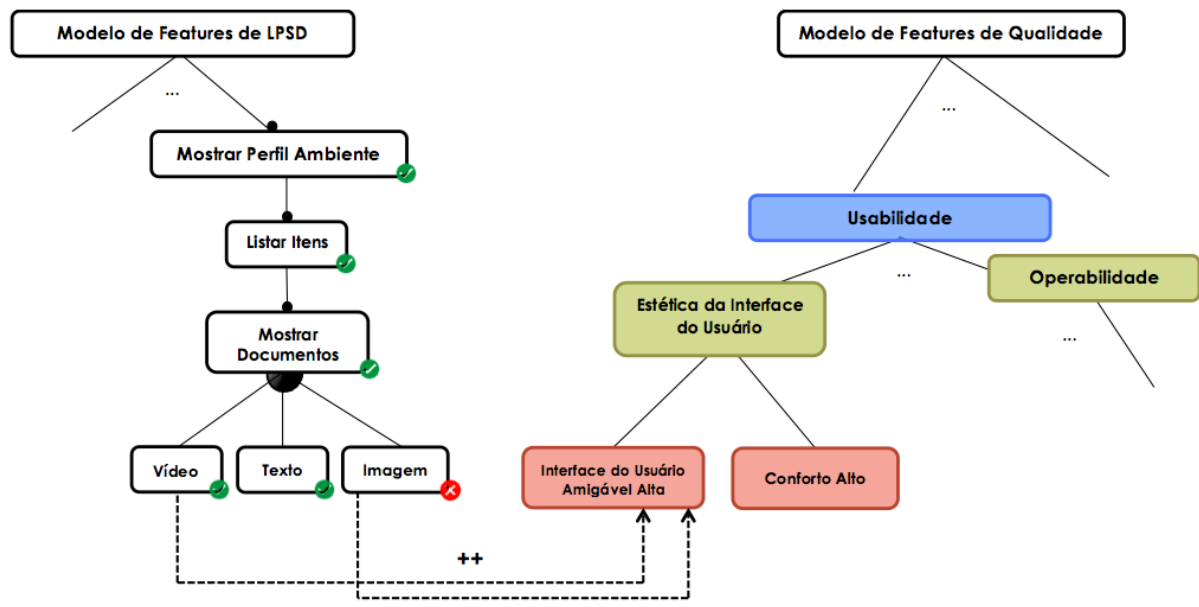 Modelo de Features de LPSD
...
Mostrar Perfil Ambiente
Listar Itens
Mostrar
Documentos
Vídeo
Texto
Imagem
++
Modelo de Features de Qualidade
...
Usabilidade
...
Operabilidade
...
Estética da Interface
do Usuário
Interface do Usuário
Amigável Alta
Conforto Alto